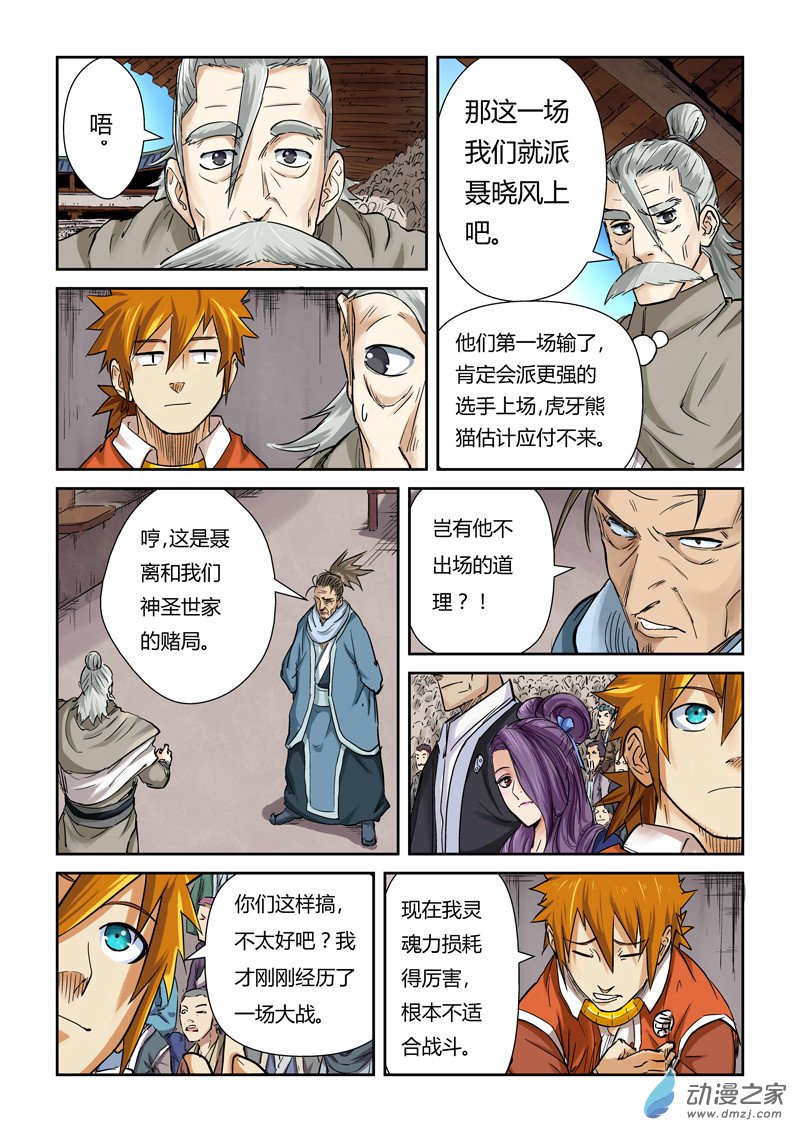 唔。
那这一场
我们就派
聂晓风上
吧。
他们第一场输了，
肯定会派更强的
选手上场，虎牙熊
猫估计应付不来。
哼，这是聂
离和我们
神圣世家
的赌局。
岂有他不
出场的道
理？！
你们这样搞，
不太好吧？我
才刚刚经历了
一场大战。
现在我灵
魂力损耗
得厉害，
根本不适
合战斗。
动漫之家
www.dmzj.com